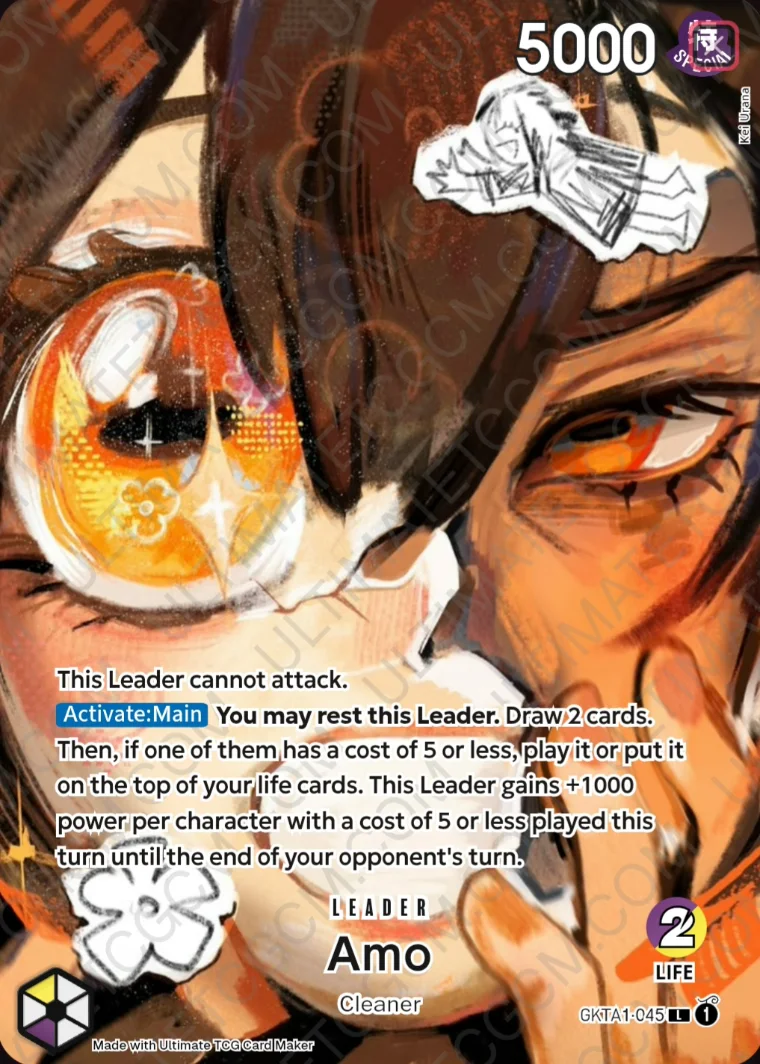 5000
SPECIAL
Kei Urana
This Leader cannot attack.
Activate:Main You may rest this Leader. Draw 2 cards.
Then, if one of them has a cost of 5 or less, play it or put it
on the top of your life cards. This Leader gains +1000
power per character with a cost of 5 or less played this
turn until the end of your opponent's turn.
LEADER
Amo
2
LIFE
Cleaner
GKTA1-045 L 1
Made with Ultimate TCG Card Maker
ULTIMATETCGCM.COM